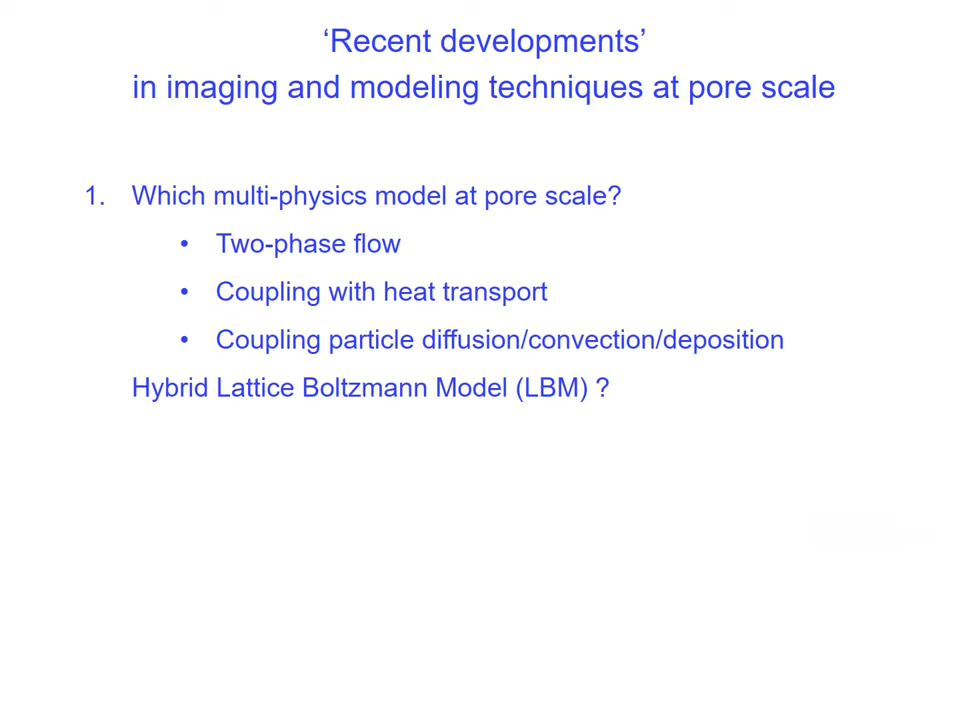 ‘Recent developments’
in imaging and modeling techniques at pore scale
1. Which multi-physics model at pore scale?
• Two-phase flow
• Coupling with heat transport
• Coupling particle diffusion/convection/deposition
Hybrid Lattice Boltzmann Model (LBM) ?